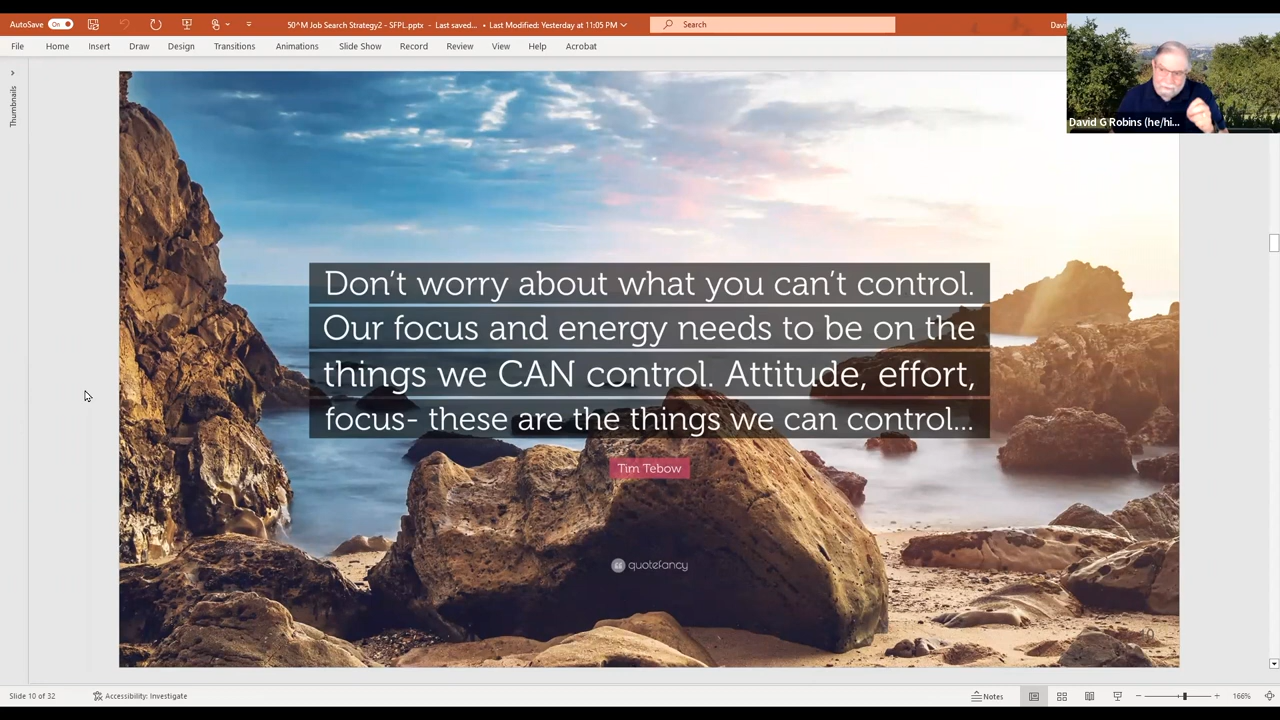 AutoSave On 50^M Job Search Strategy2 - SFPL.pptx - Last saved... • Last Modified: Yesterday at 11:05 PM Search
File Home Insert Draw Design Transitions Animations Slide Show Record Review View Help Acrobat
David G Robins (he/hi...
Thumbnails
Don’t worry about what you can’t control.
Our focus and energy needs to be on the
things we CAN control. Attitude, effort,
focus- these are the things we can control...
Tim Tebow
quotefancy
10
Slide 10 of 32 Accessibility: Investigate Notes 166%